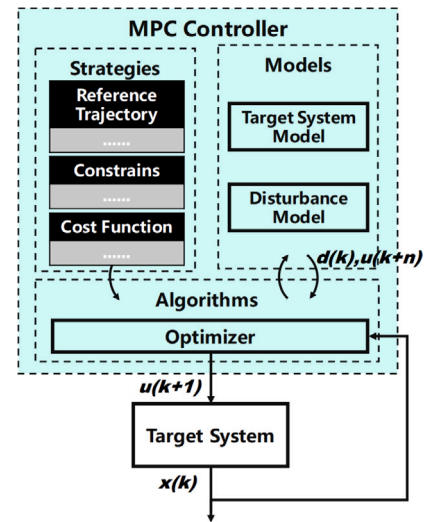 MPC Controller
Strategies
Reference
Trajectory
......
Constrains
......
Cost Function
......
Models
Target System
Model
Disturbance
Model
d(k),u(k+n)
Algorithms
Optimizer
u(k+1)
Target System
x(k)